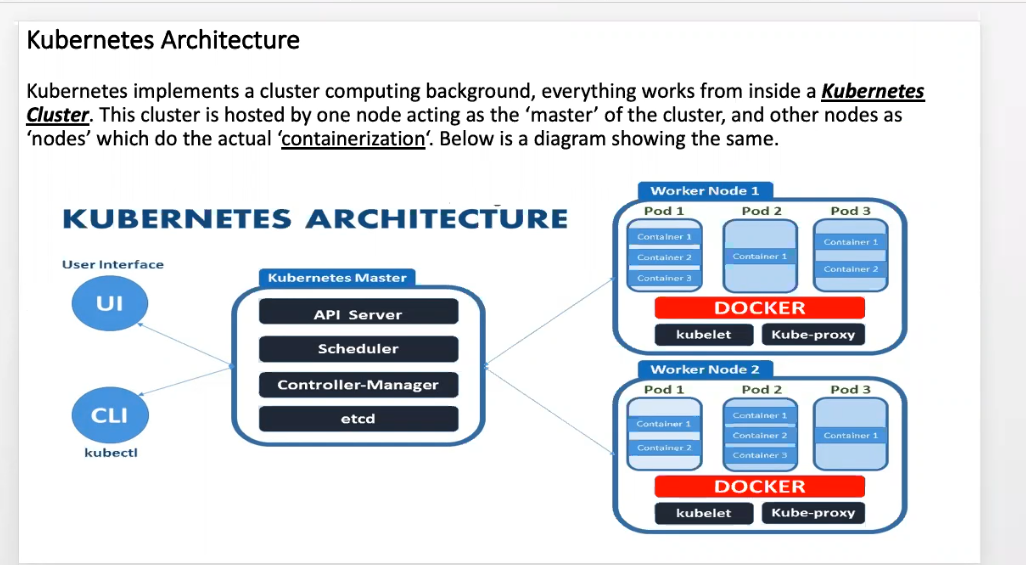 Kubernetes Architecture
Kubernetes implements a cluster computing background, everything works from inside a Kubernetes
Cluster. This cluster is hosted by one node acting as the ‘master’ of the cluster, and other nodes as
‘nodes’ which do the actual ‘containerization‘. Below is a diagram showing the same.
KUBERNETES ARCHITECTURE
User Interface
UI
CLI
kubectl
Kubernetes Master
API Server
Scheduler
Controller-Manager
etcd
Worker Node 1
Pod 1
Container 1
Container 2
Container 3
Pod 2
Container 1
Pod 3
Container 1
Container 2
DOCKER
kubelet
Kube-proxy
Worker Node 2
Pod 1
Container 1
Container 2
Pod 2
Container 1
Container 2
Container 3
Pod 3
Container 1
DOCKER
kubelet
Kube-proxy